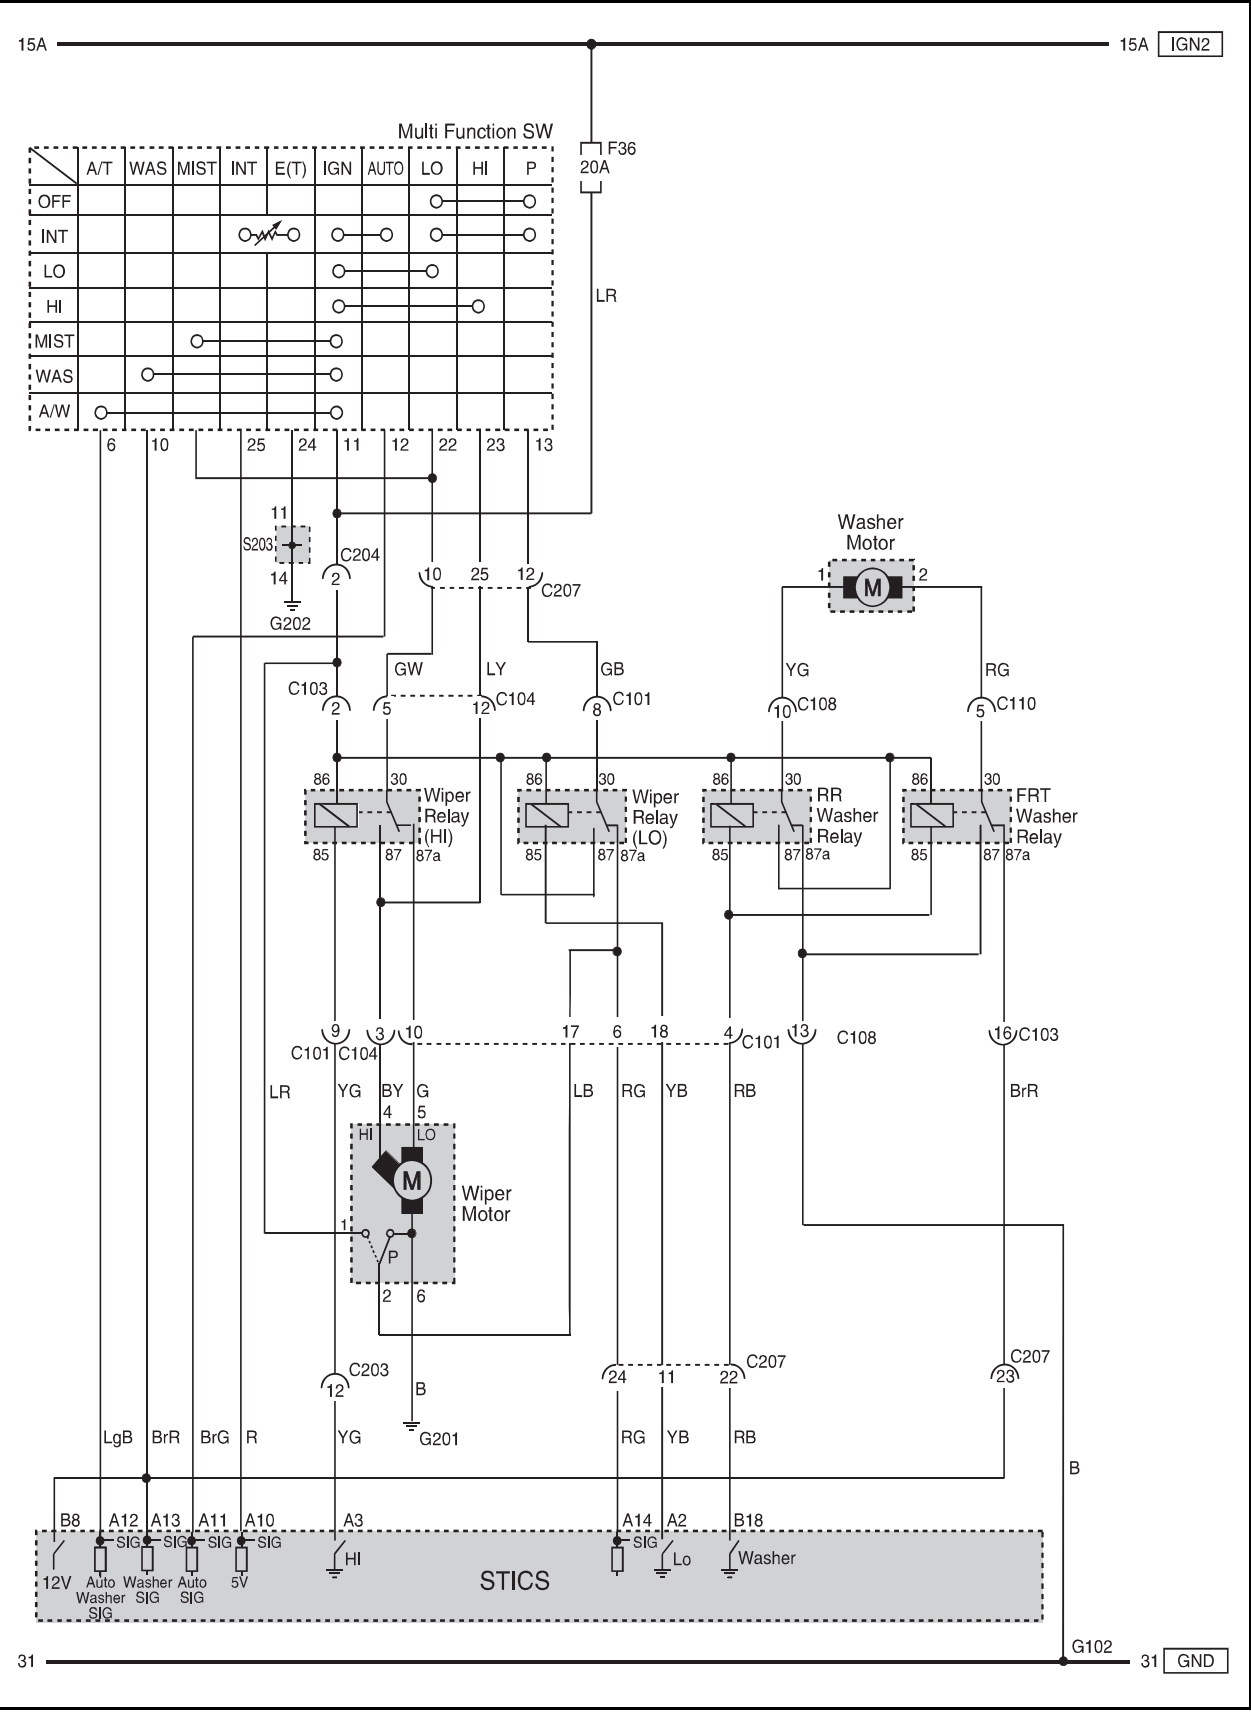 15A
15A IGN2
Multi Function SW
F36
20A
A/T WAS MIST INT E(T) IGN AUTO LO HI P
OFF
INT
LO
HI
MIST
WAS
A/W
LR
6 10 25 24 11 12 22 23 13
11
S203
14
G202
C204
2
10 25 12
C207
Washer
Motor
1 M 2
GW LY GB YG RG
C103
2
5 12 C104
8 C101
10 C108
5 C110
86 30
Wiper
Relay
(HI)
85 87 87a
86 30
Wiper
Relay
(LO)
85 87 87a
86 30
RR
Washer
Relay
85 87 87a
86 30
FRT
Washer
Relay
85 87 87a
9 3 10 17 6 18 4 13 16
C101 C104 C101 C108 C103
LR YG BY G LB RG YB RB BrR
4 5
HI LO
M
Wiper
Motor
1
P
2 6
C203
12
B
G201
24 11 22 C207
C207
23
LgB BrR BrG R YG RG YB RB
B
B8 A12 A13 A11 A10 A3 A14 A2 B18
SIG SIG SIG SIG HI SIG Lo Washer
12V
Auto
Washer
SIG
Washer
SIG
Auto
SIG
5V
STICS
G102
31
31 GND